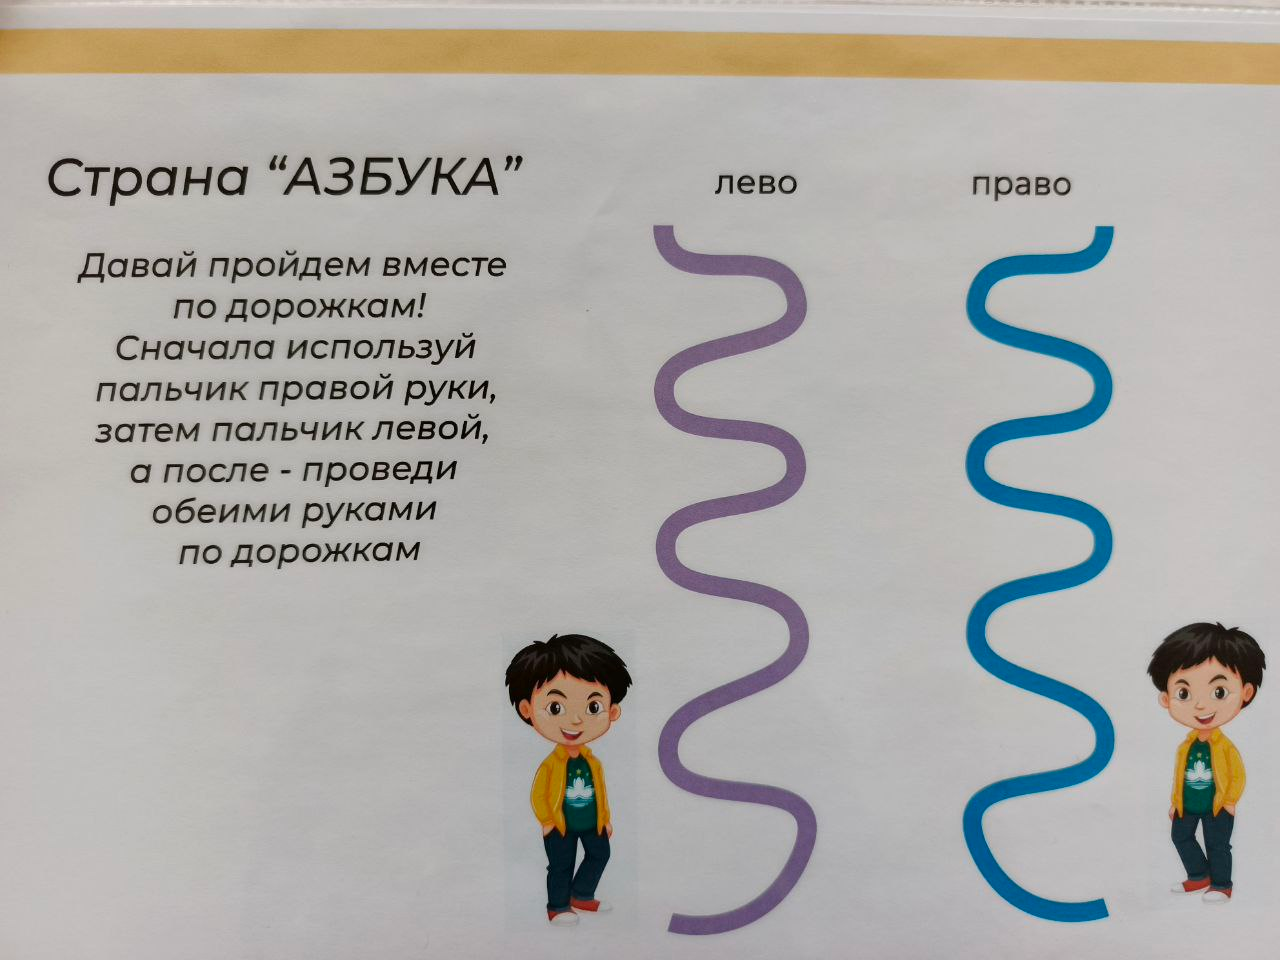 Страна “АЗБУКА”
Давай пройдем вместе
по дорожкам!
Сначала используй
пальчик правой руки,
затем пальчик левой,
а после - проведи
обеими руками
по дорожкам
лево
право